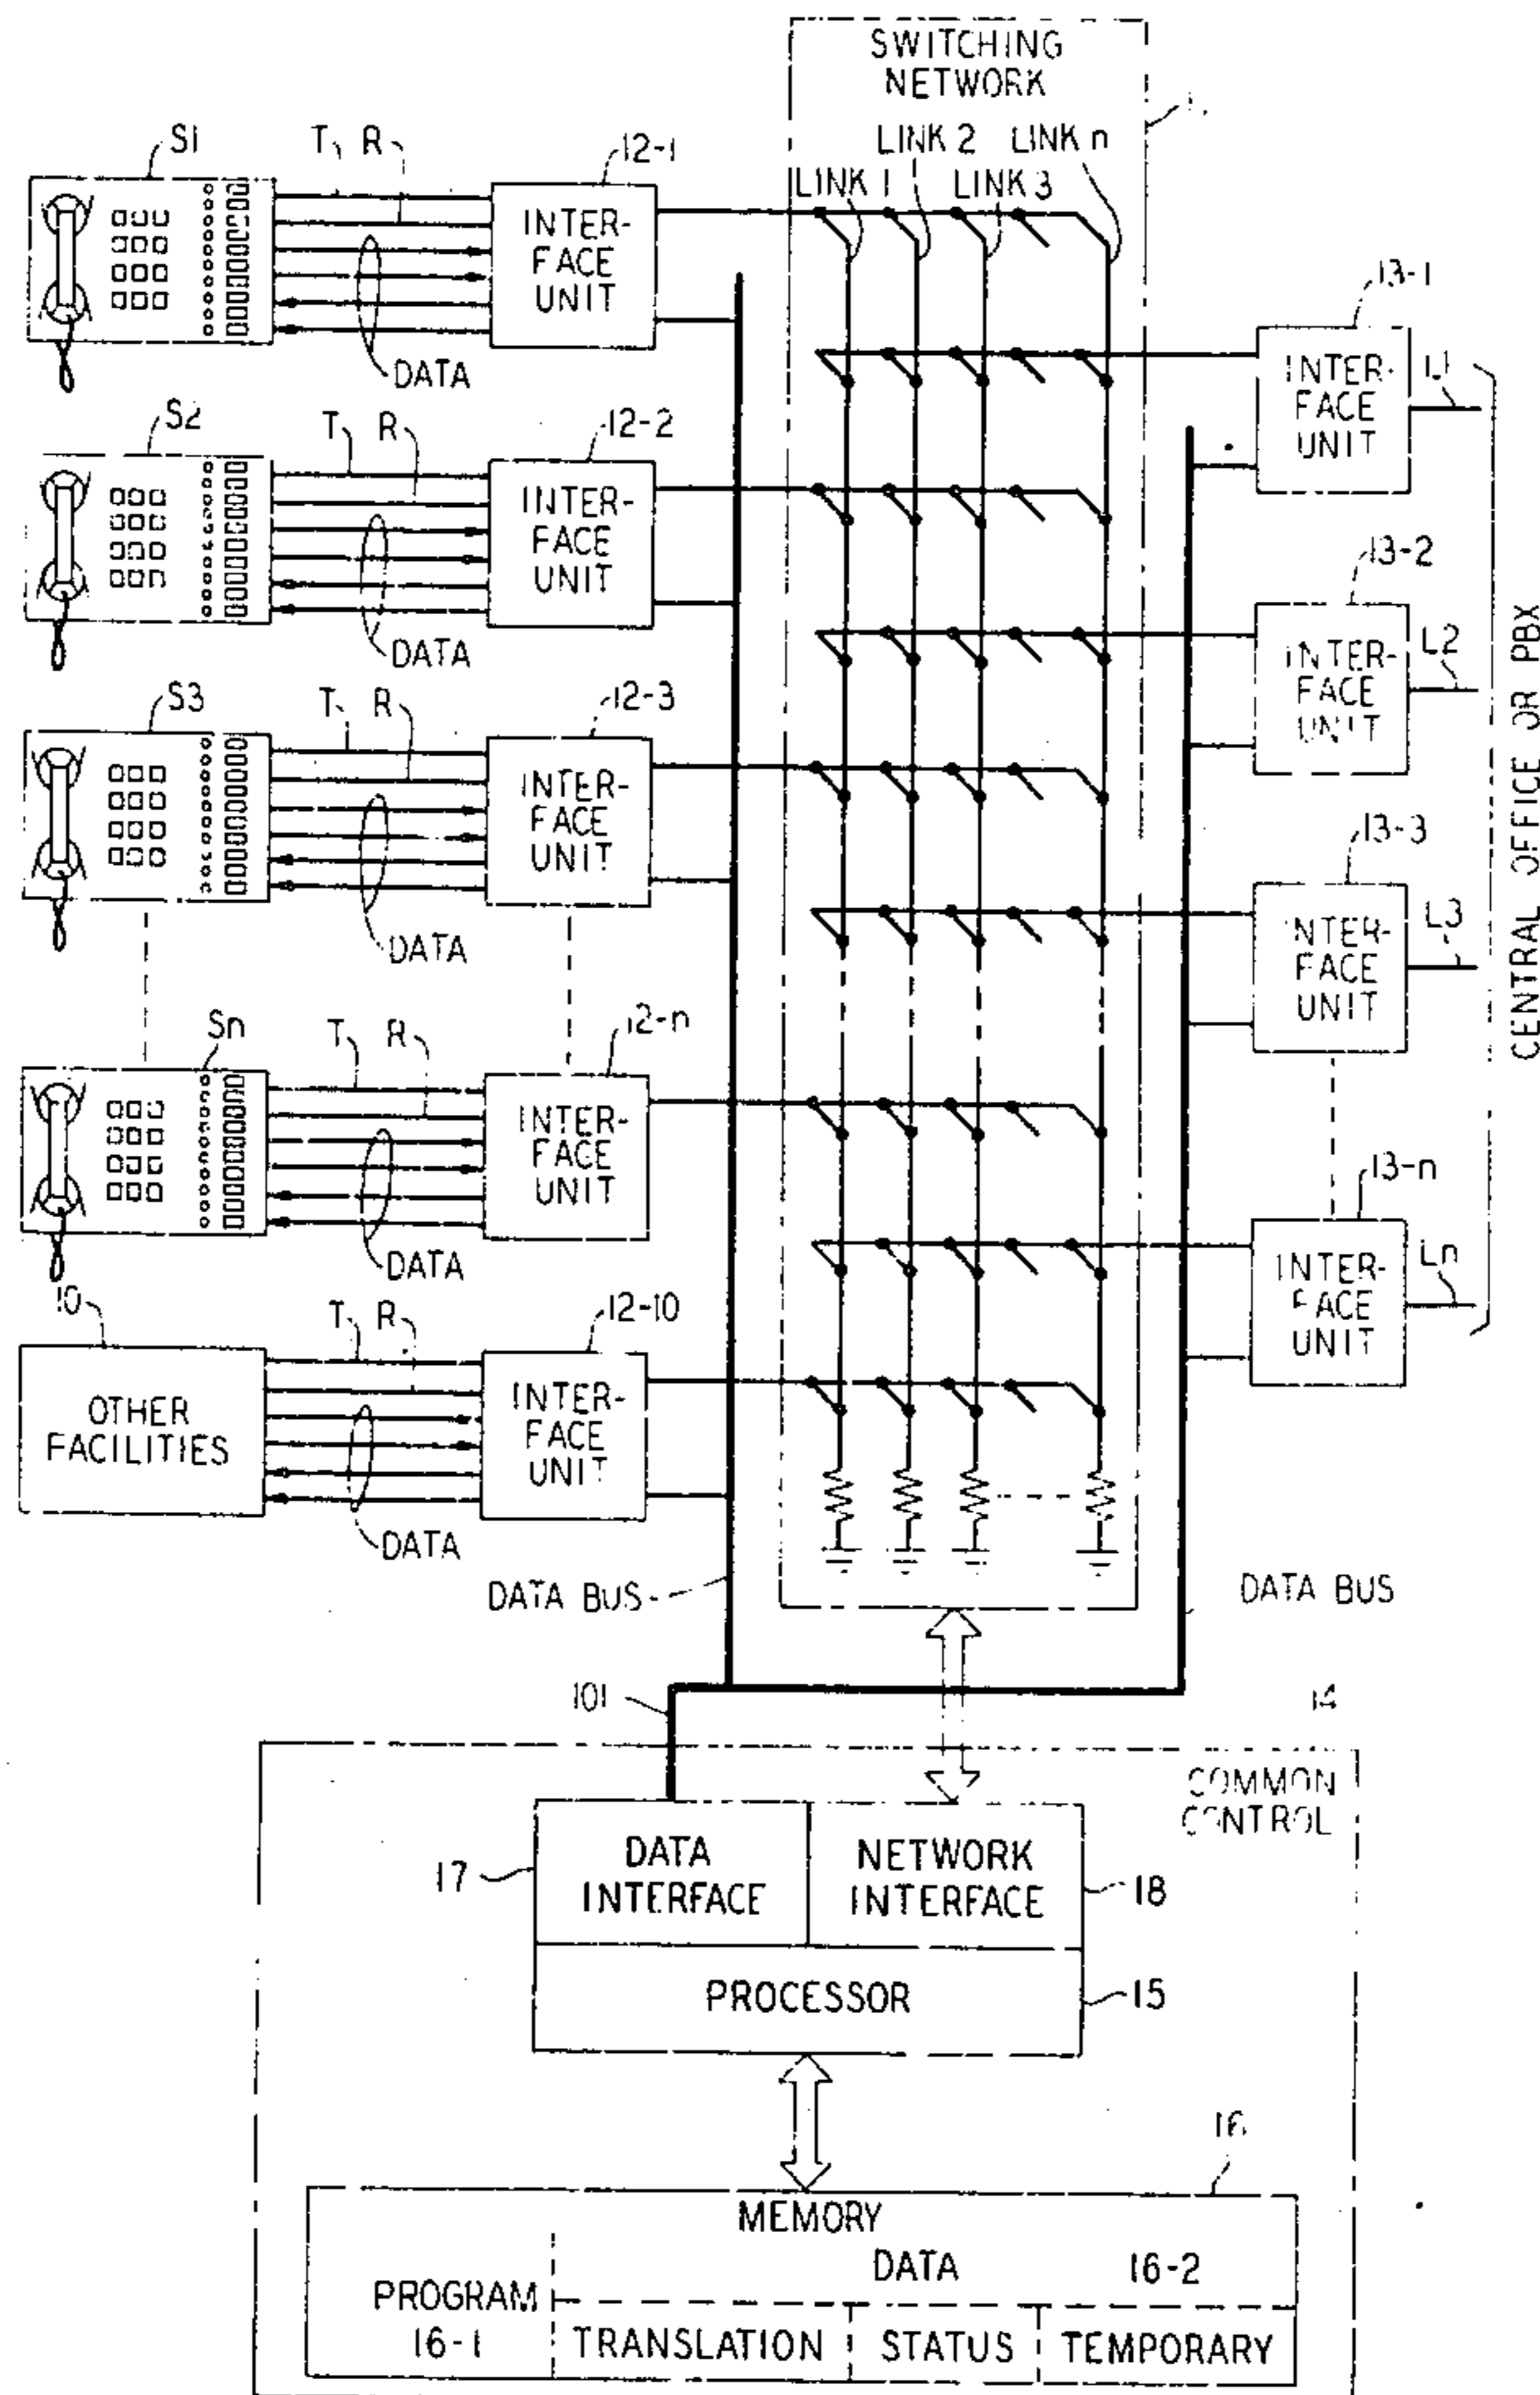 SWITCHING
NETWORK
LINK 1
LINK 2
LINK 3
LINK n
S1
T R
12-1
INTER-
FACE
UNIT
DATA
S2
T R
12-2
INTER-
FACE
UNIT
DATA
S3
T R
12-3
INTER-
FACE
UNIT
DATA
Sn
T R
12-n
INTER-
FACE
UNIT
DATA
10
OTHER
FACILITIES
T R
12-10
INTER-
FACE
UNIT
DATA
13-1
INTER-
FACE
UNIT
L1
13-2
INTER-
FACE
UNIT
L2
13-3
INTER-
FACE
UNIT
L3
13-n
INTER-
FACE
UNIT
Ln
CENTRAL OFFICE OR PBX
DATA BUS
DATA BUS
101
14
COMMON
CONTROL
17
DATA
INTERFACE
NETWORK
INTERFACE
18
PROCESSOR
15
16
MEMORY
DATA 16-2
PROGRAM
16-1
TRANSLATION
STATUS
TEMPORARY